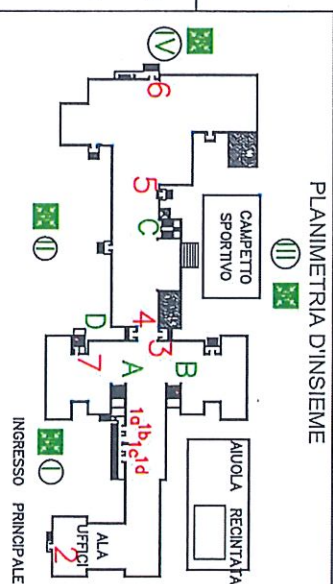 PLANIMETRIA D'INSIEME
III
IV
6
CAMPETTO
SPORTIVO
5
C
II
D
4
3
7
A
B
1a
1b
1c
1d
AIUOLA RECINTATA
I
ALA
UFFICI
2
INGRESSO PRINCIPALE